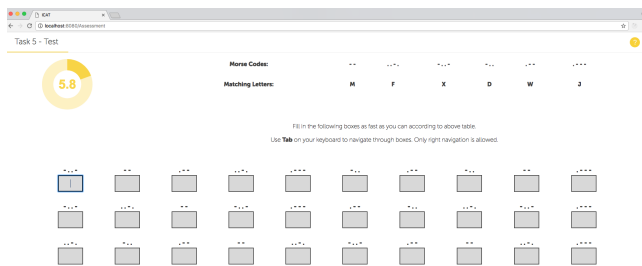 iCAT
localhost:8080/Assessment
Task 5 - Test
?
5.8
Morse Codes: -- ..-. -..- -.. .-- .---
Matching Letters: M F X D W J
Fill in the following boxes as fast as you can according to above table.
Use Tab on your keyboard to navigate through boxes. Only right navigation is allowed.
-..- -- .-- ..-. .--- -.. .-- -.. -- .---
-..- ..-. -- -..- .--- .-- -.. ..-. -..- .---
..-. -.. .-- -- ..-. -..- .-- -- ..-. .---